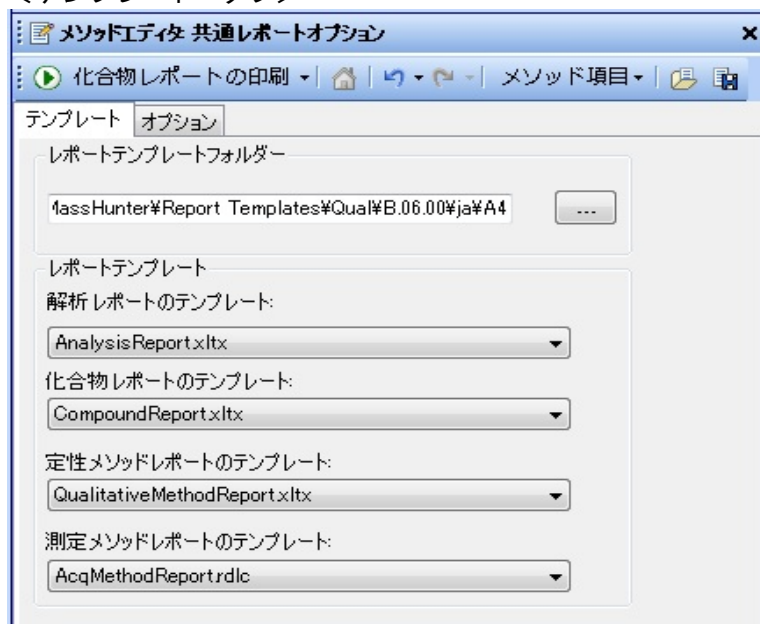 メソッドエディタ: 共通レポートオプション
化合物レポートの印刷 メソッド項目
テンプレート オプション
レポートテンプレートフォルダー
MassHunter¥Report Templates¥Qual¥B.06.00¥ja¥A4 ...
レポートテンプレート
解析レポートのテンプレート:
AnalysisReport.xltx
化合物レポートのテンプレート:
CompoundReport.xltx
定性メソッドレポートのテンプレート:
QualitativeMethodReport.xltx
測定メソッドレポートのテンプレート:
AcqMethodReport.rdlc